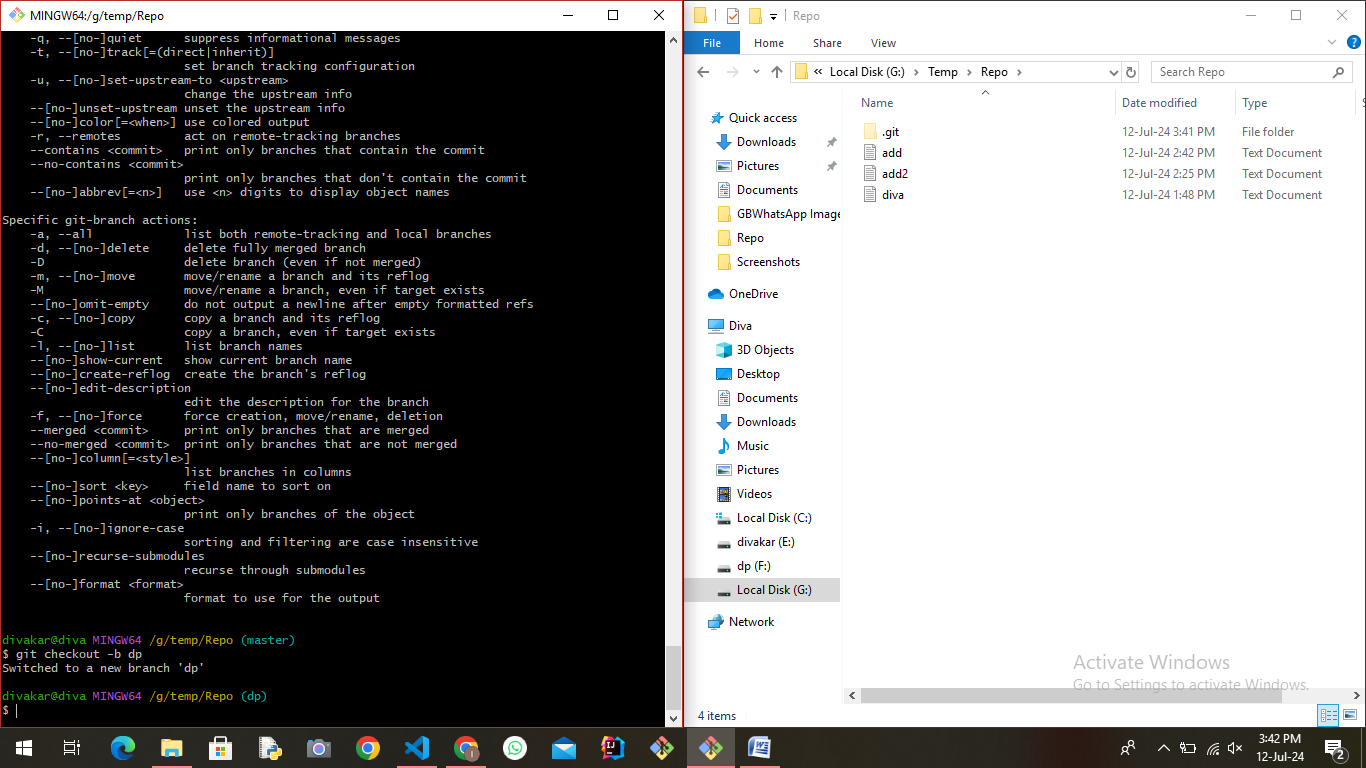 MINGW64:/g/temp/Repo
-q, --[no-]quiet suppress informational messages
-t, --[no-]track[=(direct|inherit)]
set branch tracking configuration
-u, --[no-]set-upstream-to <upstream>
change the upstream info
--[no-]unset-upstream unset the upstream info
--[no-]color[=<when>] use colored output
-r, --remotes act on remote-tracking branches
--contains <commit> print only branches that contain the commit
--no-contains <commit>
print only branches that don't contain the commit
--[no-]abbrev[=<n>] use <n> digits to display object names
Specific git-branch actions:
-a, --all list both remote-tracking and local branches
-d, --[no-]delete delete fully merged branch
-D delete branch (even if not merged)
-m, --[no-]move move/rename a branch and its reflog
-M move/rename a branch, even if target exists
--[no-]omit-empty do not output a newline after empty formatted refs
-c, --[no-]copy copy a branch and its reflog
-C copy a branch, even if target exists
-l, --[no-]list list branch names
--[no-]show-current show current branch name
--[no-]create-reflog create the branch's reflog
--[no-]edit-description
edit the description for the branch
-f, --[no-]force force creation, move/rename, deletion
--merged <commit> print only branches that are merged
--no-merged <commit> print only branches that are not merged
--[no-]column[=<style>]
list branches in columns
--[no-]sort <key> field name to sort on
--[no-]points-at <object>
print only branches of the object
-i, --[no-]ignore-case
sorting and filtering are case insensitive
--[no-]recurse-submodules
recurse through submodules
--[no-]format <format>
format to use for the output
divakar@diva MINGW64 /g/temp/Repo (master)
$ git checkout -b dp
Switched to a new branch 'dp'
divakar@diva MINGW64 /g/temp/Repo (dp)
$
Repo
File Home Share View
« Local Disk (G:) > Temp > Repo >
Search Repo
Quick access
Downloads
Pictures
Documents
GBWhatsApp Image
Repo
Screenshots
OneDrive
Diva
3D Objects
Desktop
Documents
Downloads
Music
Pictures
Videos
Local Disk (C:)
divakar (E:)
dp (F:)
Local Disk (G:)
Network
Name Date modified Type
.git 12-Jul-24 3:41 PM File folder
add 12-Jul-24 2:42 PM Text Document
add2 12-Jul-24 2:25 PM Text Document
diva 12-Jul-24 1:48 PM Text Document
Activate Windows
Go to Settings to activate Windows.
4 items
3:42 PM
12-Jul-24
2